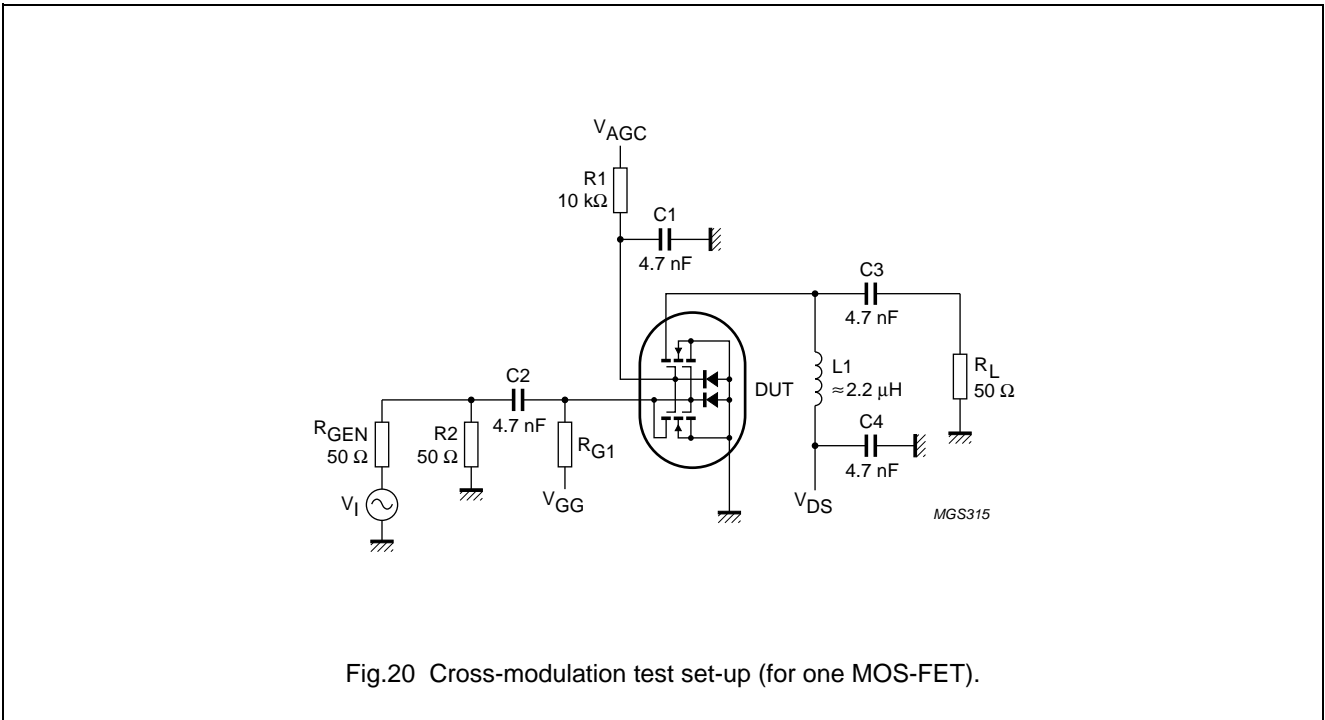 V_AGC
R1
10 kΩ
C1
4.7 nF
C3
4.7 nF
L1
≈2.2 μH
R_L
50 Ω
DUT
C2
4.7 nF
R_GEN
50 Ω
R2
50 Ω
R_G1
C4
4.7 nF
V_I
V_GG
V_DS
MGS315
Fig.20 Cross-modulation test set-up (for one MOS-FET).